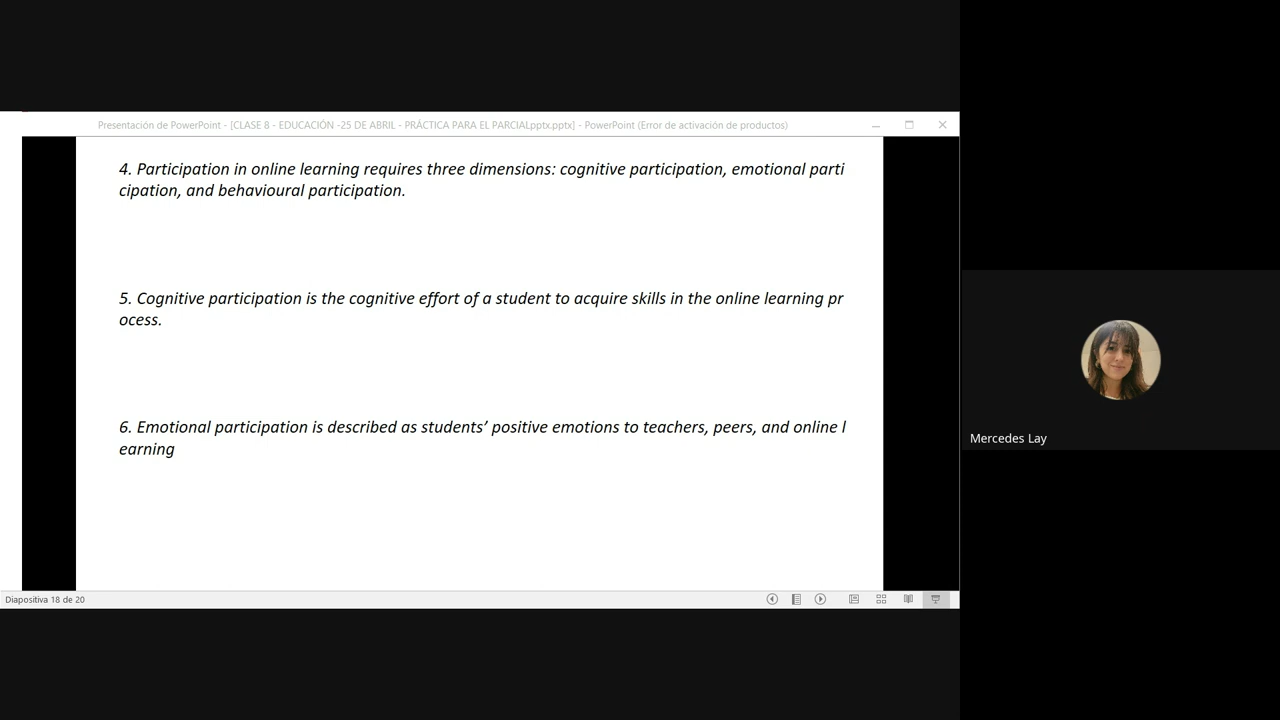 Presentación de PowerPoint - [CLASE 8 - EDUCACIÓN -25 DE ABRIL - PRÁCTICA PARA EL PARCIALpptx.pptx] - PowerPoint (Error de activación de productos)
4. Participation in online learning requires three dimensions: cognitive participation, emotional parti
cipation, and behavioural participation.
5. Cognitive participation is the cognitive effort of a student to acquire skills in the online learning pr
ocess.
6. Emotional participation is described as students’ positive emotions to teachers, peers, and online l
earning
Mercedes Lay
Diapositiva 18 de 20